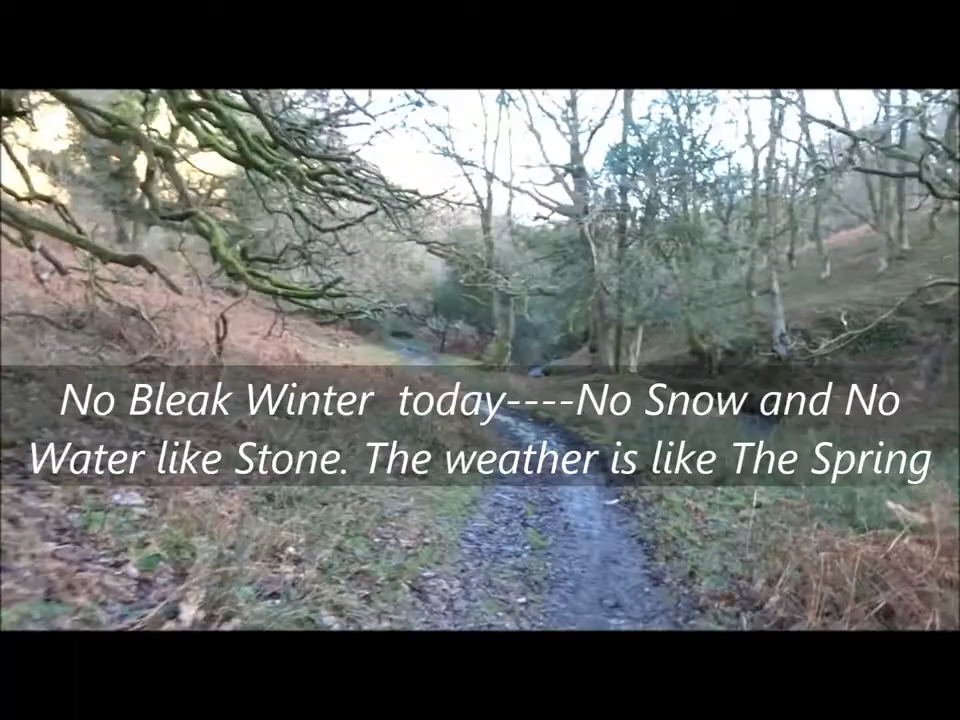 No Bleak Winter  today----No Snow and No
Water like Stone. The weather is like The Spring